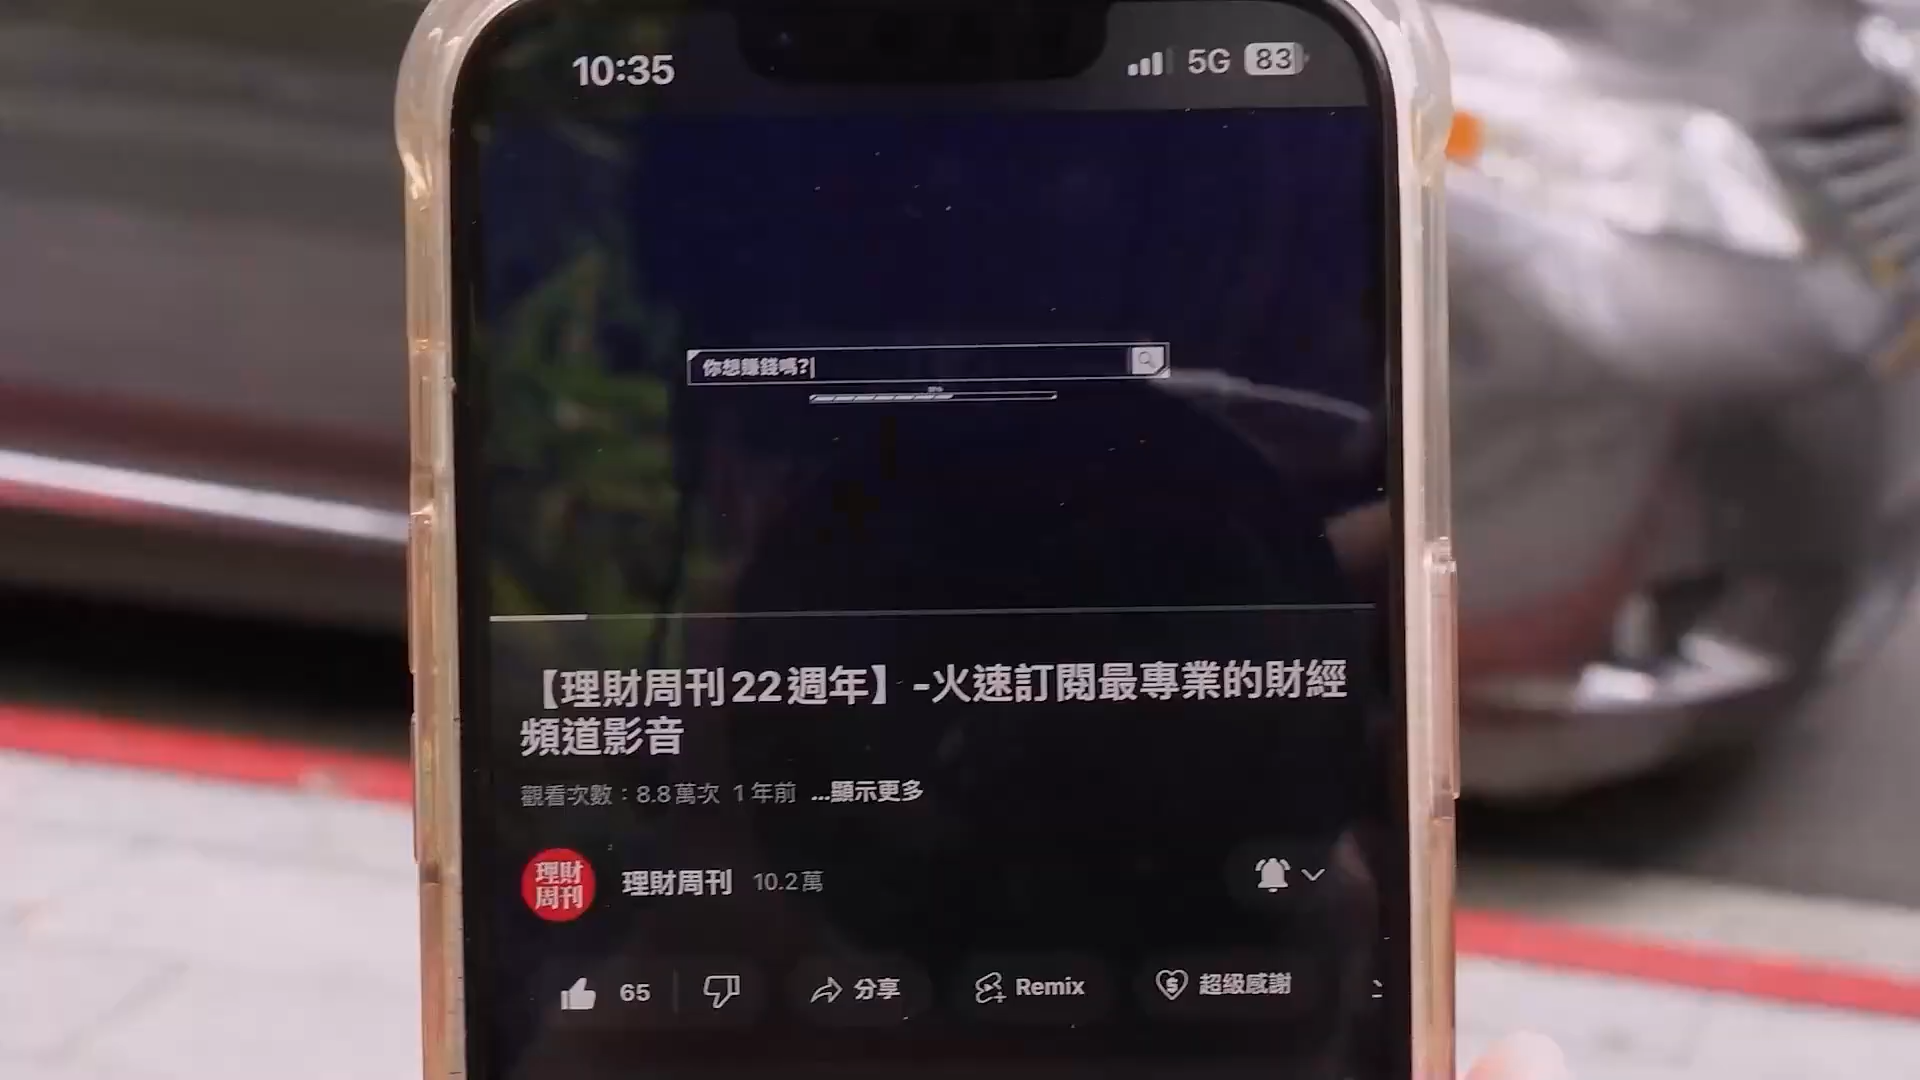 10:35
5G 83
你想賺錢嗎?
【理財周刊22週年】-火速訂閱最專業的財經
頻道影音
觀看次數：8.8萬次 1年前 ...顯示更多
理財
周刊
理財周刊 10.2萬
65 分享 Remix 超級感謝